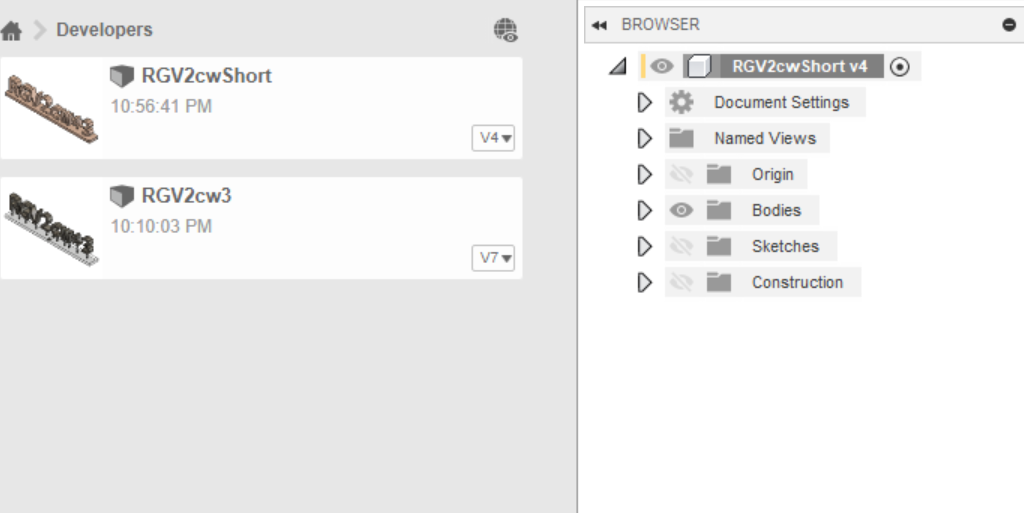 Developers
RGV2cwShort
10:56:41 PM
V4
RGV2cw3
10:10:03 PM
V7
BROWSER
RGV2cwShort v4
Document Settings
Named Views
Origin
Bodies
Sketches
Construction